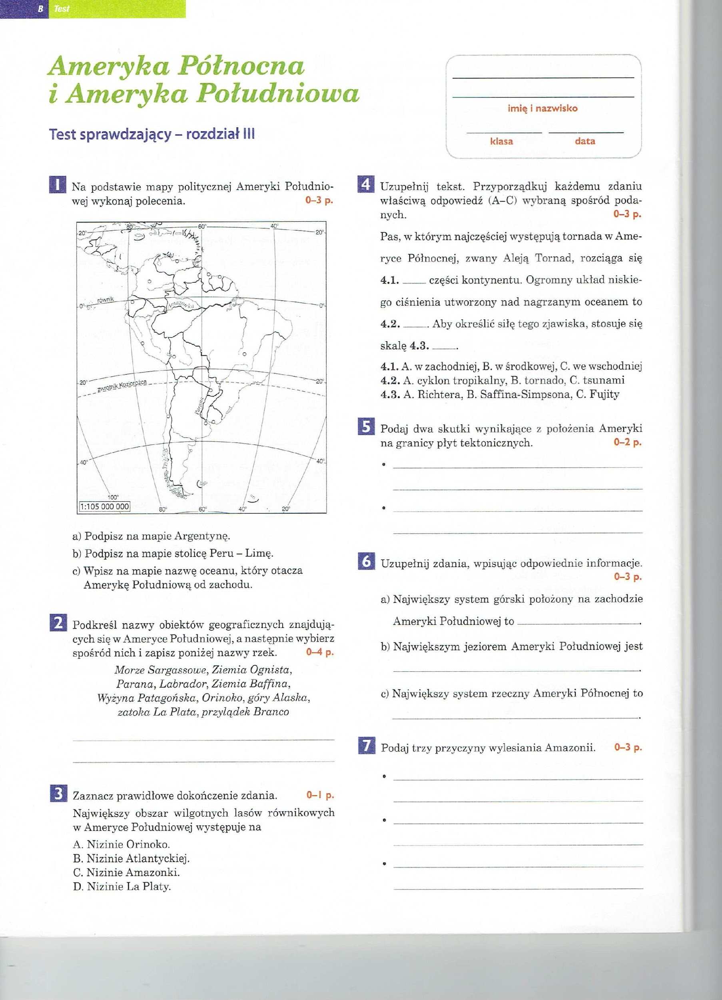 B Test
Ameryka Północna
i Ameryka Południowa
Test sprawdzający – rozdział III
imię i nazwisko
klasa data
1 Na podstawie mapy politycznej Ameryki Południo-
wej wykonaj polecenia. 0–3 p.
80° 60° 40°
20° 20°
równik
Amazonka
0° 0°
20° 20°
zwrotnik Koziorożca
Parana
40° 40°
100°
1:105 000 000
80° 60° 40° 20°
a) Podpisz na mapie Argentynę.
b) Podpisz na mapie stolicę Peru – Limę.
c) Wpisz na mapie nazwę oceanu, który otacza
Amerykę Południową od zachodu.
2 Podkreśl nazwy obiektów geograficznych znajdują-
cych się w Ameryce Południowej, a następnie wybierz
spośród nich i zapisz poniżej nazwy rzek. 0–4 p.
Morze Sargassowe, Ziemia Ognista,
Parana, Labrador, Ziemia Baffina,
Wyżyna Patagońska, Orinoko, góry Alaska,
zatoka La Plata, przylądek Branco
3 Zaznacz prawidłowe dokończenie zdania. 0–1 p.
Największy obszar wilgotnych lasów równikowych
w Ameryce Południowej występuje na
A. Nizinie Orinoko.
B. Nizinie Atlantyckiej.
C. Nizinie Amazonki.
D. Nizinie La Platy.
4 Uzupełnij tekst. Przyporządkuj każdemu zdaniu
właściwą odpowiedź (A–C) wybraną spośród poda-
nych. 0–3 p.
Pas, w którym najczęściej występują tornada w Ame-
ryce Północnej, zwany Aleją Tornad, rozciąga się
4.1. ____ części kontynentu. Ogromny układ niskie-
go ciśnienia utworzony nad nagrzanym oceanem to
4.2. ____. Aby określić siłę tego zjawiska, stosuje się
skalę 4.3. ____.
4.1. A. w zachodniej, B. w środkowej, C. we wschodniej
4.2. A. cyklon tropikalny, B. tornado, C. tsunami
4.3. A. Richtera, B. Saffina-Simpsona, C. Fujity
5 Podaj dwa skutki wynikające z położenia Ameryki
na granicy płyt tektonicznych. 0–2 p.
6 Uzupełnij zdania, wpisując odpowiednie informacje.
0–3 p.
a) Największy system górski położony na zachodzie
Ameryki Południowej to ____.
b) Największym jeziorem Ameryki Południowej jest
____.
c) Największy system rzeczny Ameryki Północnej to
____.
7 Podaj trzy przyczyny wylesiania Amazonii. 0–3 p.